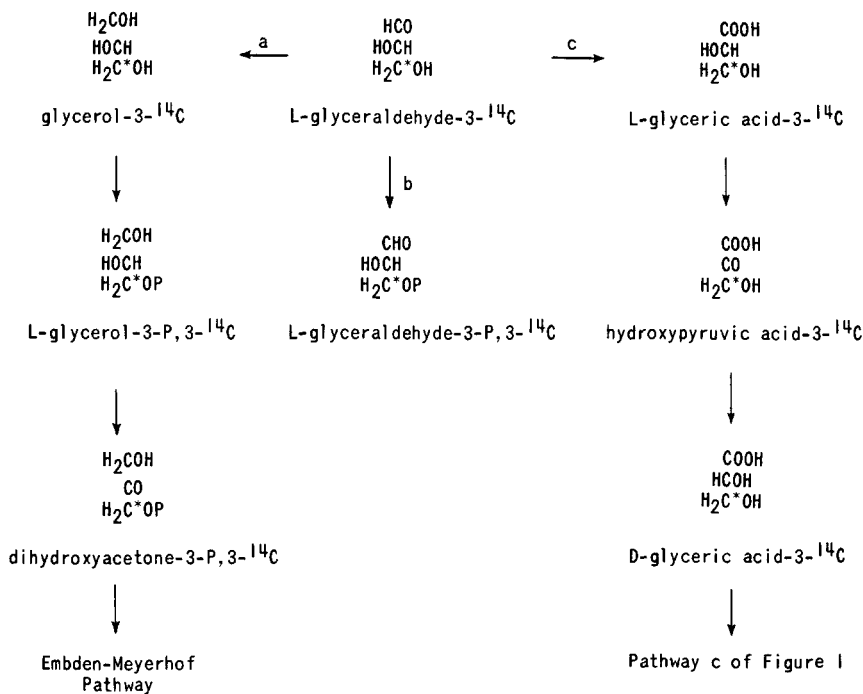 H₂COH HCO COOH
HOCH a HOCH c HOCH
H₂C*OH H₂C*OH H₂C*OH
glycerol-3-¹⁴C L-glyceraldehyde-3-¹⁴C L-glyceric acid-3-¹⁴C
b
H₂COH CHO COOH
HOCH HOCH CO
H₂C*OP H₂C*OP H₂C*OH
L-glycerol-3-P,3-¹⁴C L-glyceraldehyde-3-P,3-¹⁴C hydroxypyruvic acid-3-¹⁴C
H₂COH COOH
CO HCOH
H₂C*OP H₂C*OH
dihydroxyacetone-3-P,3-¹⁴C D-glyceric acid-3-¹⁴C
Embden-Meyerhof Pathway c of Figure I
Pathway